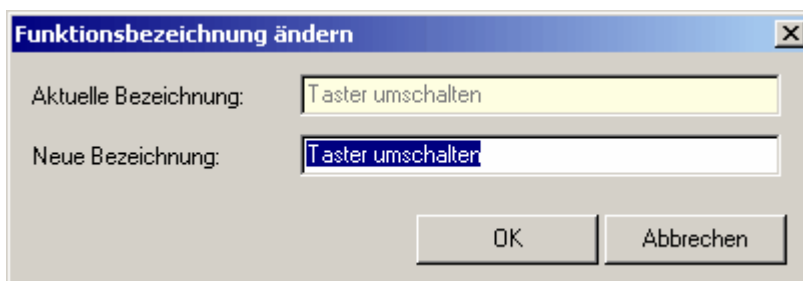 Funktionsbezeichnung ändern
Aktuelle Bezeichnung: Taster umschalten
Neue Bezeichnung: Taster umschalten
OK Abbrechen